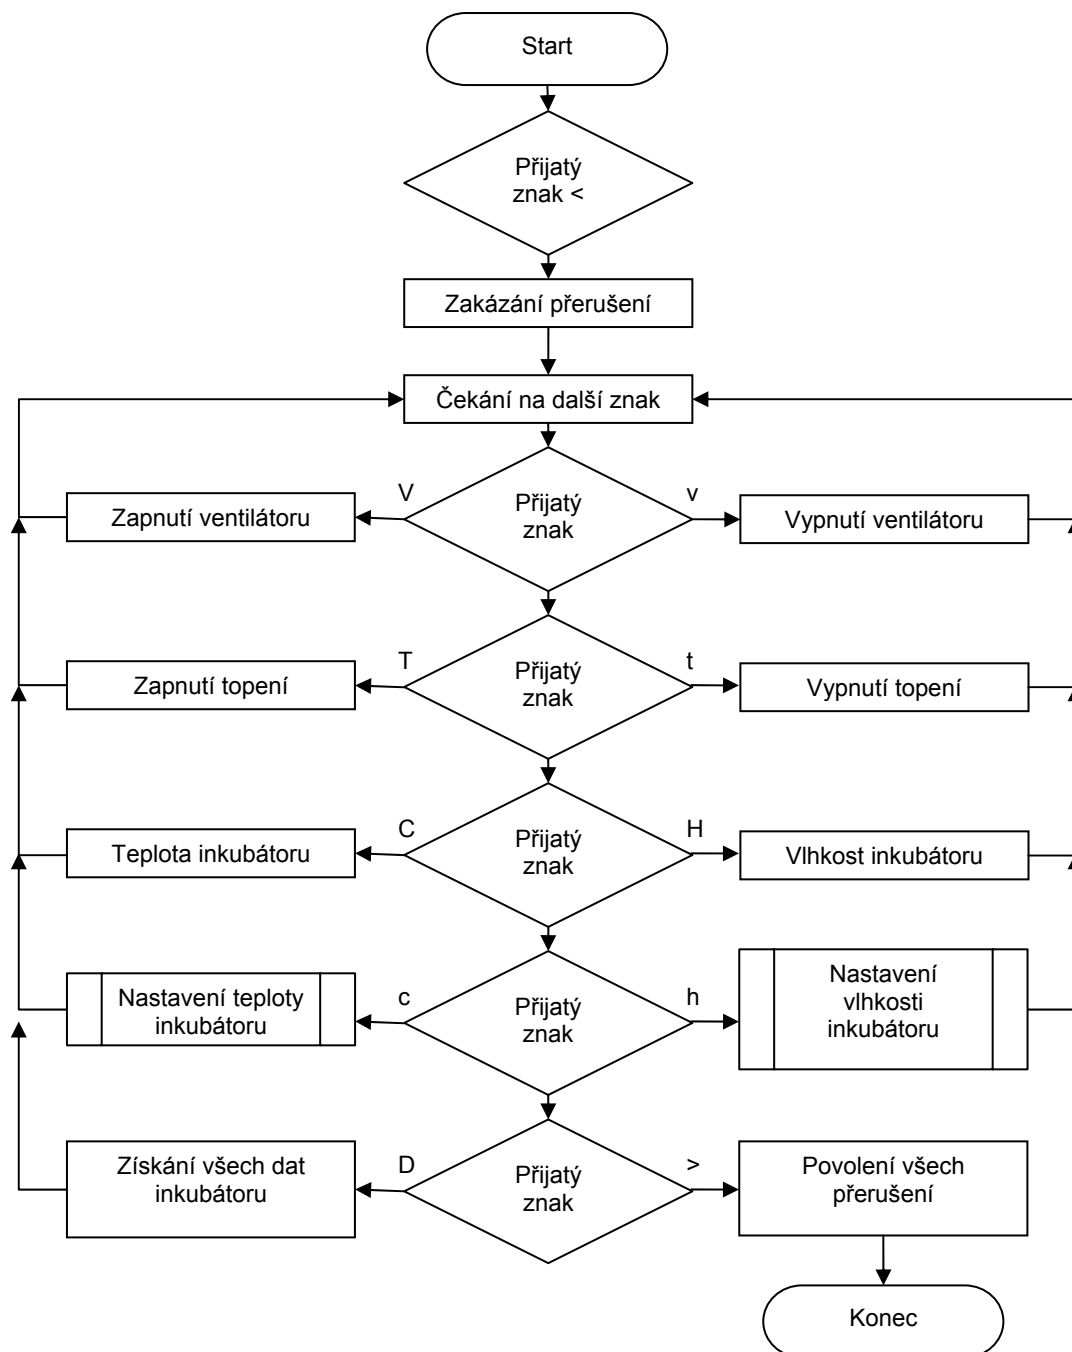 Start
Přijatý
znak <
Zakázání přerušení
Čekání na další znak
V
Přijatý
znak
v
Zapnutí ventilátoru
Vypnutí ventilátoru
T
Přijatý
znak
t
Zapnutí topení
Vypnutí topení
C
Přijatý
znak
H
Teplota inkubátoru
Vlhkost inkubátoru
c
Přijatý
znak
h
Nastavení teploty
inkubátoru
Nastavení
vlhkosti
inkubátoru
D
Přijatý
znak
>
Získání všech dat
inkubátoru
Povolení všech
přerušení
Konec